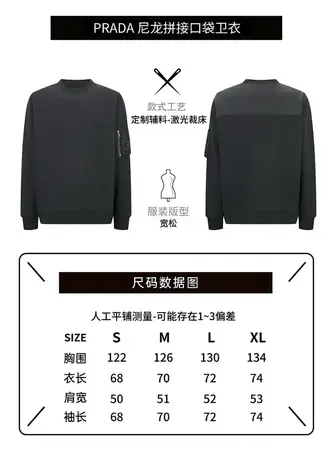 PRADA 尼龙拼接口袋卫衣
款式工艺
定制辅料-激光裁床
服装版型
宽松
尺码数据图
人工平铺测量-可能存在1~3偏差
SIZE S M L XL
胸围 122 126 130 134
衣长 68 70 72 74
肩宽 50 51 52 53
袖长 68 70 72 74